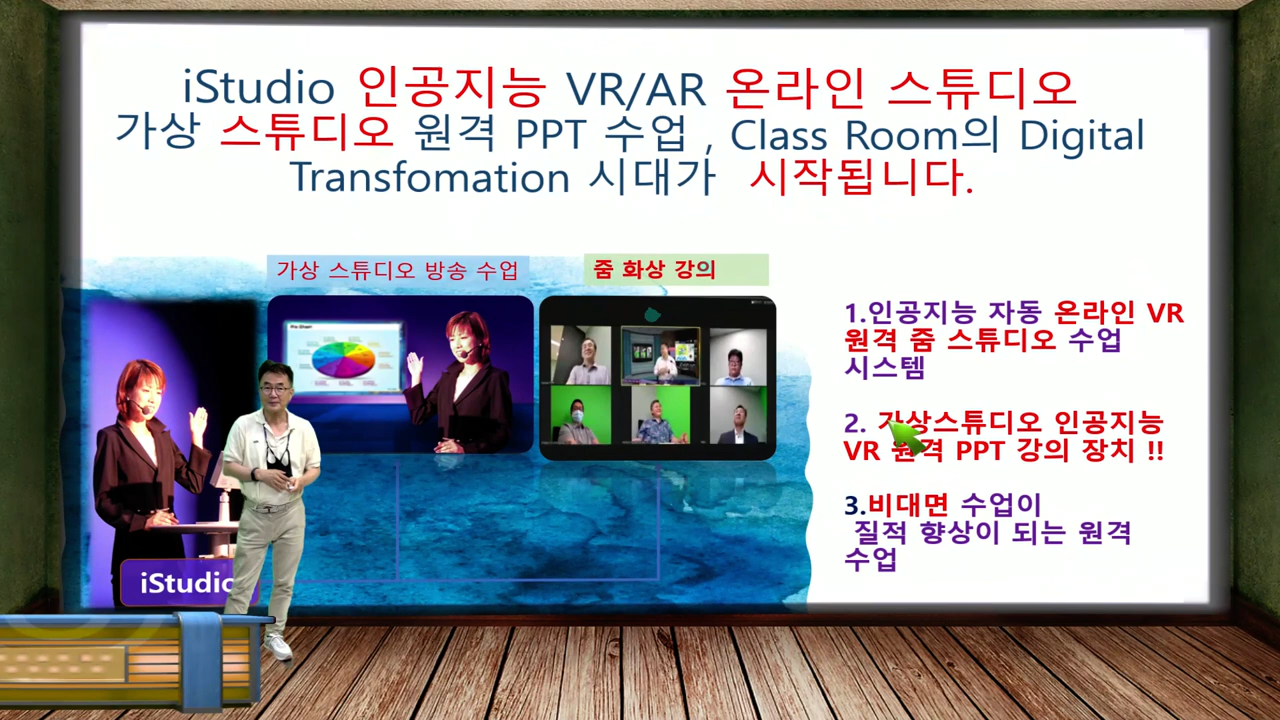 iStudio 인공지능 VR/AR 온라인 스튜디오
가상 스튜디오 원격 PPT 수업 , Class Room의 Digital
Transfomation 시대가 시작됩니다.
가상 스튜디오 방송 수업
줌 화상 강의
1.인공지능 자동 온라인 VR
원격 줌 스튜디오 수업
시스템
2. 가상스튜디오 인공지능
VR 원격 PPT 강의 장치 !!
3.비대면 수업이
질적 향상이 되는 원격
수업
iStudio